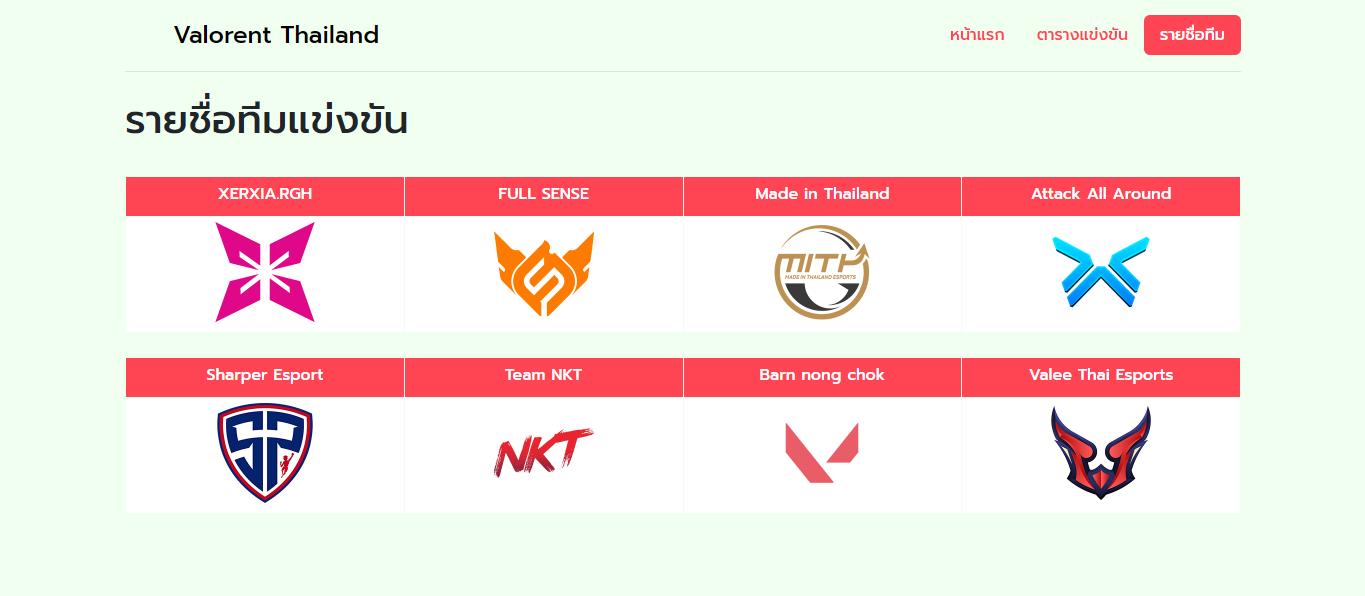 Valorent Thailand
หน้าแรก ตารางแข่งขัน รายชื่อทีม
รายชื่อทีมแข่งขัน
XERXIA.RGH FULL SENSE Made in Thailand Attack All Around
MITH
MADE IN THAILAND ESPORTS
Sharper Esport Team NKT Barn nong chok Valee Thai Esports
NKT